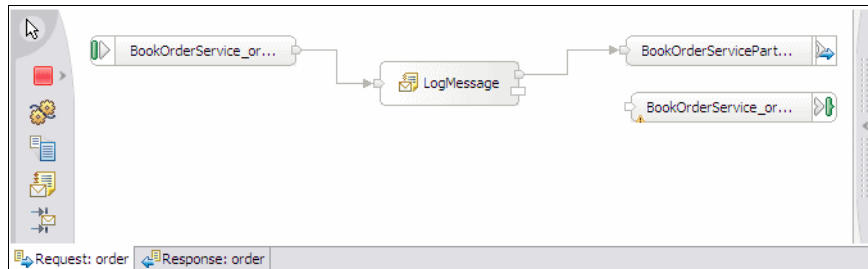 BookOrderService_or...
BookOrderServicePart...
LogMessage
BookOrderService_or...
Request: order
Response: order